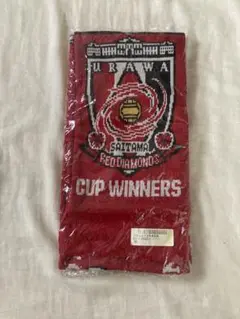 URAWA
SAITAMA
RED DIAMONDS
CUP WINNERS